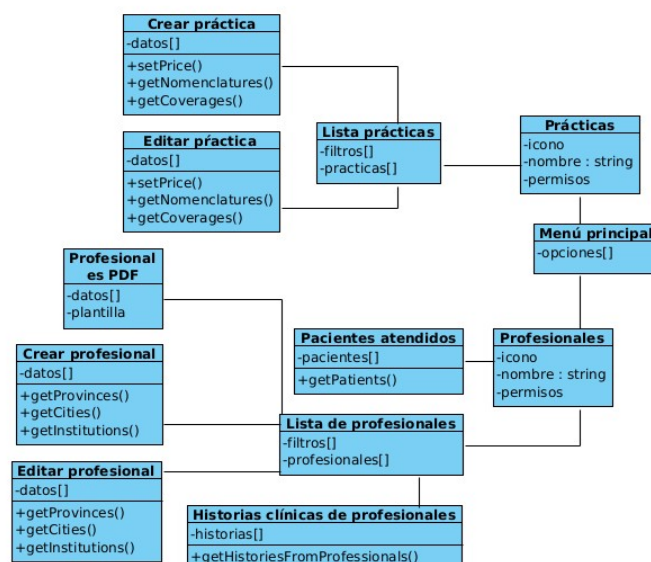 Crear práctica
-datos[]
+setPrice()
+getNomenclatures()
+getCoverages()
Editar pŕactica
-datos[]
+setPrice()
+getNomenclatures()
+getCoverages()
Lista prácticas
-filtros[]
-practicas[]
Prácticas
-icono
-nombre : string
-permisos
Menú principal
-opciones[]
Profesional
es PDF
-datos[]
-plantilla
Crear profesional
-datos[]
+getProvinces()
+getCities()
+getInstitutions()
Pacientes atendidos
-pacientes[]
+getPatients()
Profesionales
-icono
-nombre : string
-permisos
Lista de profesionales
-filtros[]
-profesionales[]
Editar profesional
-datos[]
+getProvinces()
+getCities()
+getInstitutions()
Historias clínicas de profesionales
-historias[]
+getHistoriesFromProfessionals()